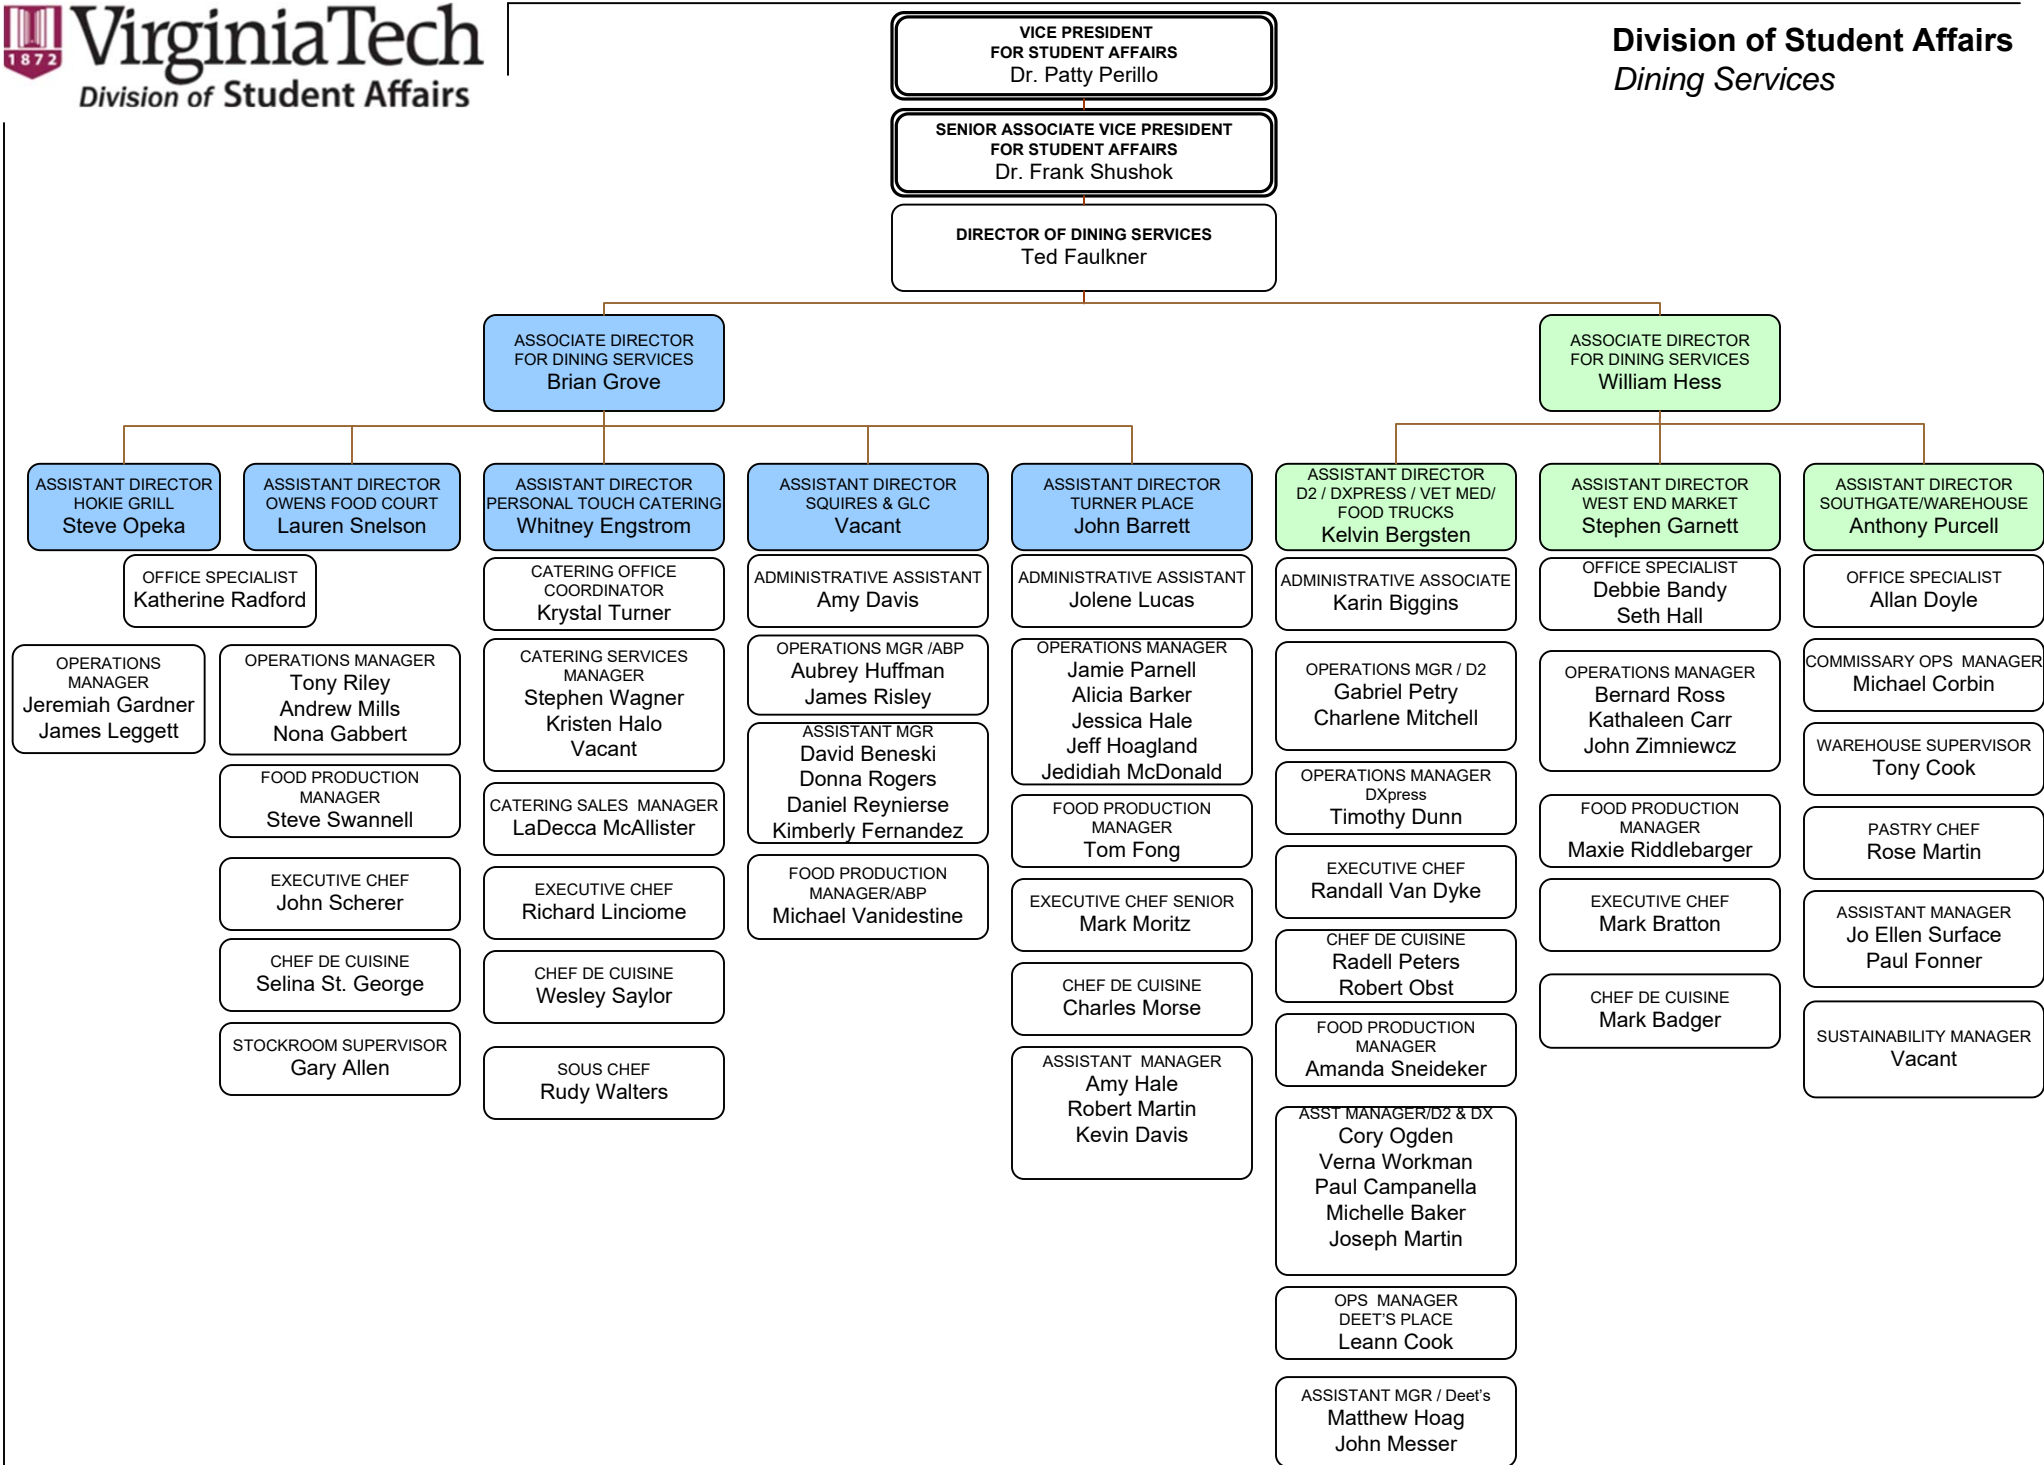 VirginiaTech
1872
Division of Student Affairs
Division of Student Affairs
Dining Services
VICE PRESIDENT
FOR STUDENT AFFAIRS
Dr. Patty Perillo
SENIOR ASSOCIATE VICE PRESIDENT
FOR STUDENT AFFAIRS
Dr. Frank Shushok
DIRECTOR OF DINING SERVICES
Ted Faulkner
ASSOCIATE DIRECTOR
FOR DINING SERVICES
Brian Grove
ASSOCIATE DIRECTOR
FOR DINING SERVICES
William Hess
ASSISTANT DIRECTOR
HOKIE GRILL
Steve Opeka
ASSISTANT DIRECTOR
OWENS FOOD COURT
Lauren Snelson
ASSISTANT DIRECTOR
PERSONAL TOUCH CATERING
Whitney Engstrom
ASSISTANT DIRECTOR
SQUIRES & GLC
Vacant
ASSISTANT DIRECTOR
TURNER PLACE
John Barrett
ASSISTANT DIRECTOR
D2 / DXPRESS / VET MED/
FOOD TRUCKS
Kelvin Bergsten
ASSISTANT DIRECTOR
WEST END MARKET
Stephen Garnett
ASSISTANT DIRECTOR
SOUTHGATE/WAREHOUSE
Anthony Purcell
OFFICE SPECIALIST
Katherine Radford
OPERATIONS
MANAGER
Jeremiah Gardner
James Leggett
OPERATIONS MANAGER
Tony Riley
Andrew Mills
Nona Gabbert
FOOD PRODUCTION
MANAGER
Steve Swannell
EXECUTIVE CHEF
John Scherer
CHEF DE CUISINE
Selina St. George
STOCKROOM SUPERVISOR
Gary Allen
CATERING OFFICE
COORDINATOR
Krystal Turner
CATERING SERVICES
MANAGER
Stephen Wagner
Kristen Halo
Vacant
CATERING SALES MANAGER
LaDecca McAllister
EXECUTIVE CHEF
Richard Linciome
CHEF DE CUISINE
Wesley Saylor
SOUS CHEF
Rudy Walters
ADMINISTRATIVE ASSISTANT
Amy Davis
OPERATIONS MGR /ABP
Aubrey Huffman
James Risley
ASSISTANT MGR
David Beneski
Donna Rogers
Daniel Reynierse
Kimberly Fernandez
FOOD PRODUCTION
MANAGER/ABP
Michael Vanidestine
ADMINISTRATIVE ASSISTANT
Jolene Lucas
OPERATIONS MANAGER
Jamie Parnell
Alicia Barker
Jessica Hale
Jeff Hoagland
Jedidiah McDonald
FOOD PRODUCTION
MANAGER
Tom Fong
EXECUTIVE CHEF SENIOR
Mark Moritz
CHEF DE CUISINE
Charles Morse
ASSISTANT MANAGER
Amy Hale
Robert Martin
Kevin Davis
ADMINISTRATIVE ASSOCIATE
Karin Biggins
OPERATIONS MGR / D2
Gabriel Petry
Charlene Mitchell
OPERATIONS MANAGER
DXpress
Timothy Dunn
EXECUTIVE CHEF
Randall Van Dyke
CHEF DE CUISINE
Radell Peters
Robert Obst
FOOD PRODUCTION
MANAGER
Amanda Sneideker
ASST MANAGER/D2 & DX
Cory Ogden
Verna Workman
Paul Campanella
Michelle Baker
Joseph Martin
OPS MANAGER
DEET'S PLACE
Leann Cook
ASSISTANT MGR / Deet's
Matthew Hoag
John Messer
OFFICE SPECIALIST
Debbie Bandy
Seth Hall
OPERATIONS MANAGER
Bernard Ross
Kathaleen Carr
John Zimniewcz
FOOD PRODUCTION
MANAGER
Maxie Riddlebarger
EXECUTIVE CHEF
Mark Bratton
CHEF DE CUISINE
Mark Badger
OFFICE SPECIALIST
Allan Doyle
COMMISSARY OPS MANAGER
Michael Corbin
WAREHOUSE SUPERVISOR
Tony Cook
PASTRY CHEF
Rose Martin
ASSISTANT MANAGER
Jo Ellen Surface
Paul Fonner
SUSTAINABILITY MANAGER
Vacant